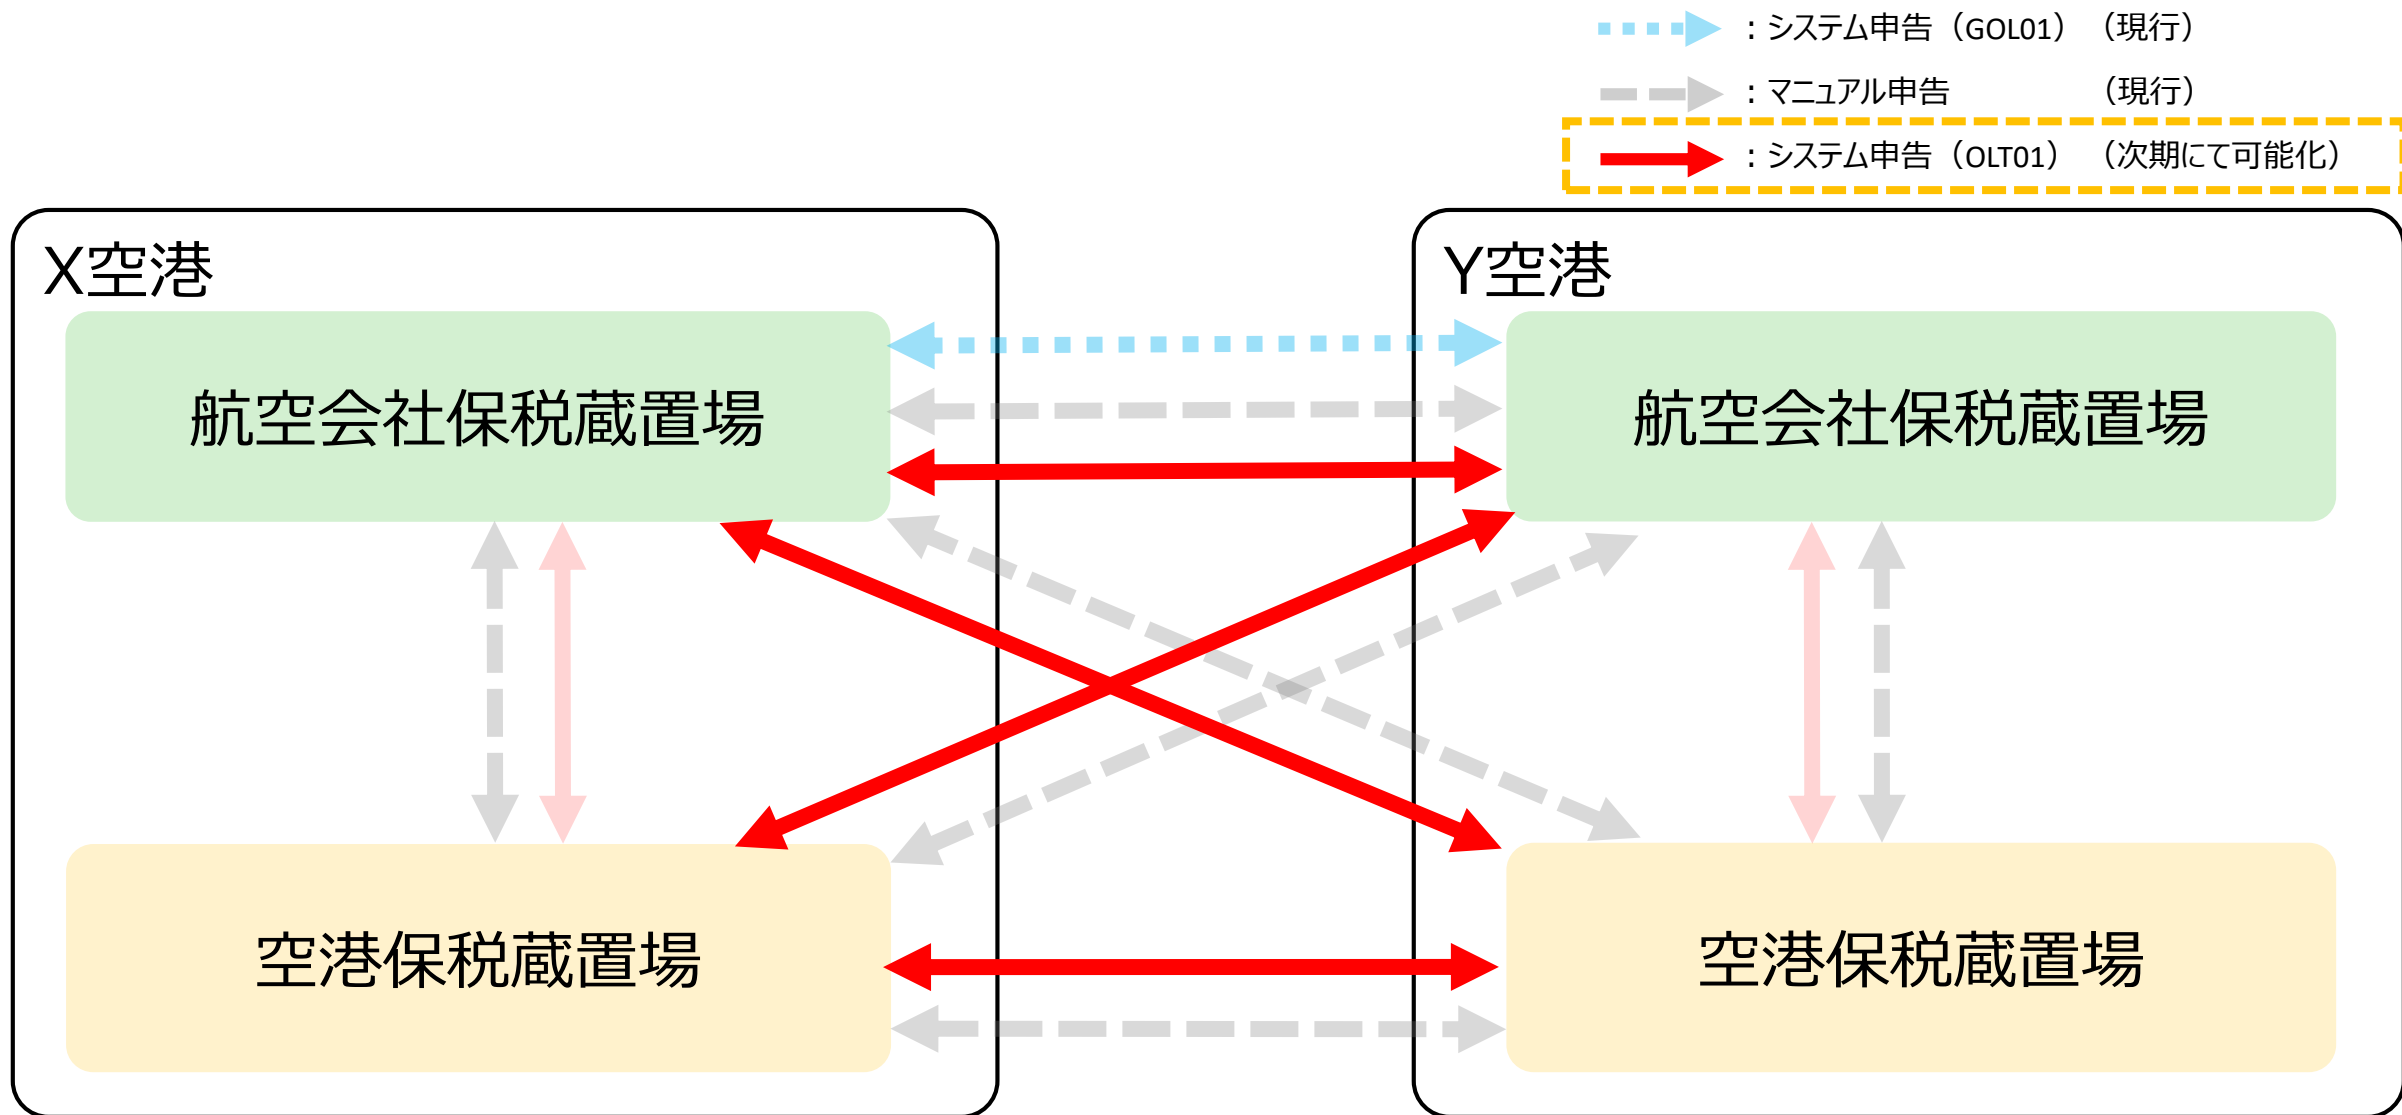 ：システム申告（GOL01）（現行）
：マニュアル申告　　　　　（現行）
：システム申告（OLT01）（次期にて可能化）
X空港
Y空港
航空会社保税蔵置場
航空会社保税蔵置場
空港保税蔵置場
空港保税蔵置場